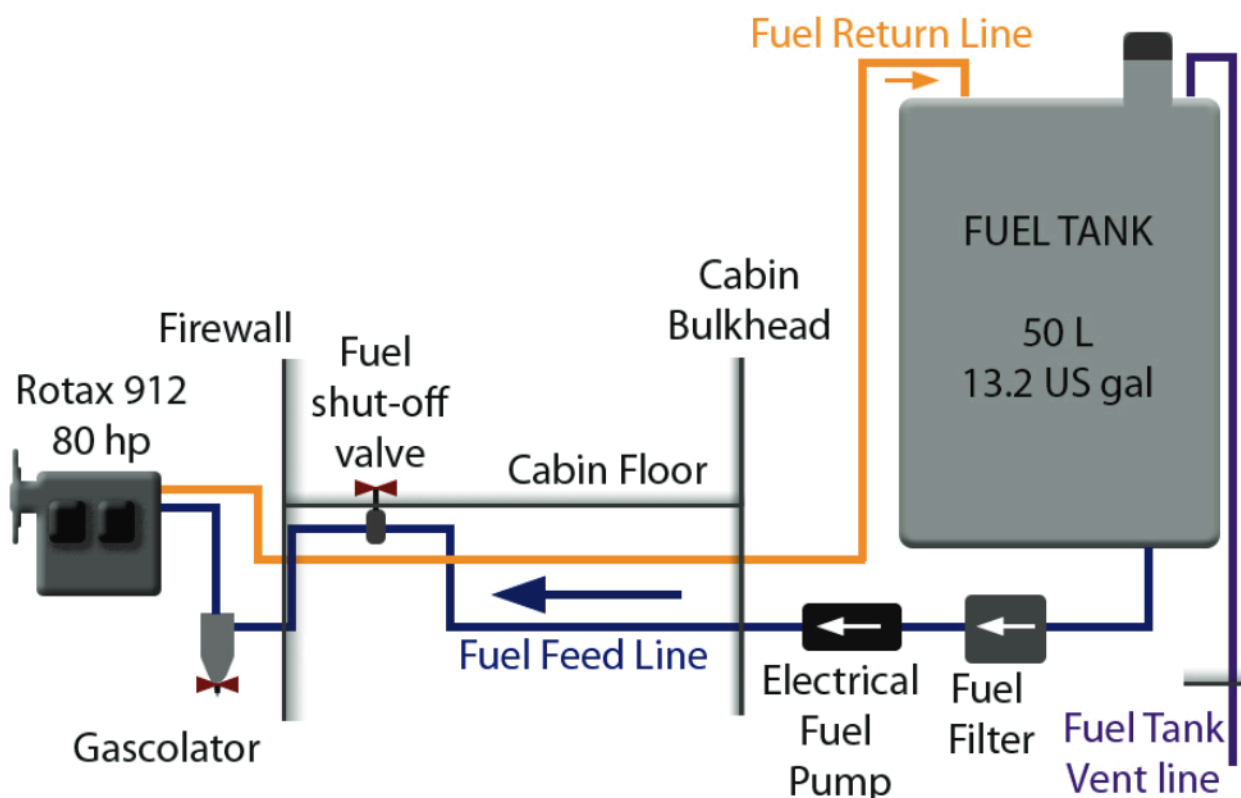 Fuel Return Line
FUEL TANK
50 L
13.2 US gal
Cabin
Bulkhead
Firewall
Fuel
shut-off
valve
Rotax 912
80 hp
Cabin Floor
Fuel Feed Line
Electrical
Fuel
Pump
Fuel
Filter
Fuel Tank
Vent line
Gascolator